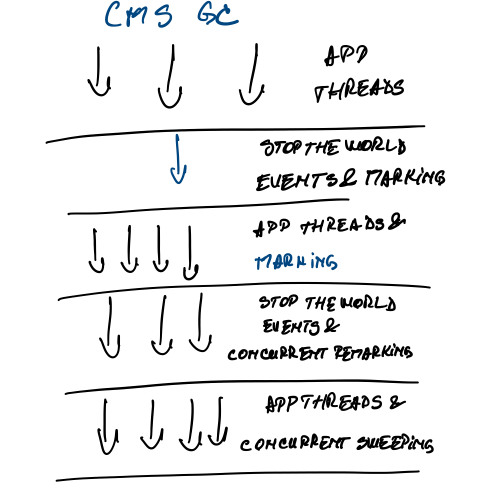 CMS GC
APP
THREADS
STOP THE WORLD
EVENTS & MARKING
APP THREADS &
MARKING
STOP THE WORLD
EVENTS &
CONCURRENT REMARKING
APP THREADS &
CONCURRENT SWEEPING